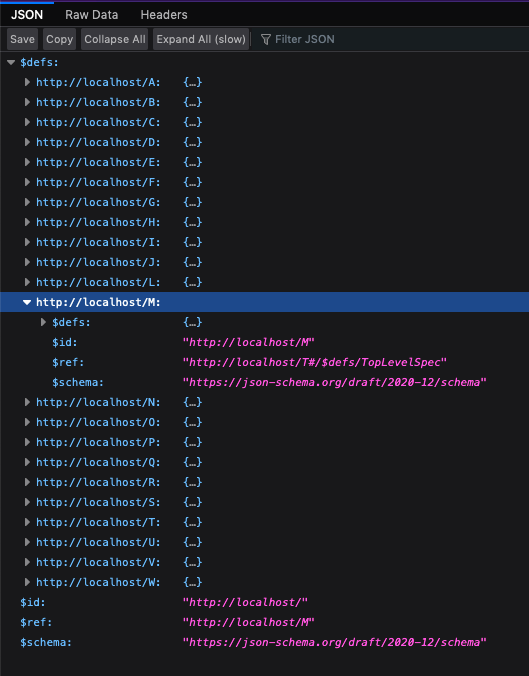 JSON Raw Data Headers
Save Copy Collapse All Expand All (slow) Filter JSON
$defs:
http://localhost/A: {…}
http://localhost/B: {…}
http://localhost/C: {…}
http://localhost/D: {…}
http://localhost/E: {…}
http://localhost/F: {…}
http://localhost/G: {…}
http://localhost/H: {…}
http://localhost/I: {…}
http://localhost/J: {…}
http://localhost/L: {…}
http://localhost/M:
$defs: {…}
$id: "http://localhost/M"
$ref: "http://localhost/T#/$defs/TopLevelSpec"
$schema: "https://json-schema.org/draft/2020-12/schema"
http://localhost/N: {…}
http://localhost/O: {…}
http://localhost/P: {…}
http://localhost/Q: {…}
http://localhost/R: {…}
http://localhost/S: {…}
http://localhost/T: {…}
http://localhost/U: {…}
http://localhost/V: {…}
http://localhost/W: {…}
$id: "http://localhost/"
$ref: "http://localhost/M"
$schema: "https://json-schema.org/draft/2020-12/schema"